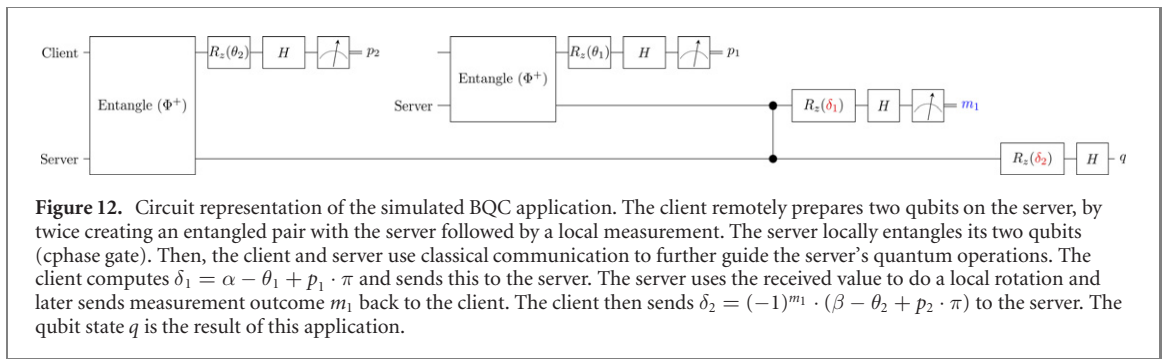 Client R_z(θ_2) H p_2 R_z(θ_1) H p_1
Entangle (Φ⁺)
Entangle (Φ⁺) Server R_z(δ_1) H m_1
Server R_z(δ_2) H q
Figure 12. Circuit representation of the simulated BQC application. The client remotely prepares two qubits on the server, by
twice creating an entangled pair with the server followed by a local measurement. The server locally entangles its two qubits
(cphase gate). Then, the client and server use classical communication to further guide the server's quantum operations. The
client computes δ_1 = α − θ_1 + p_1 · π and sends this to the server. The server uses the received value to do a local rotation and
later sends measurement outcome m_1 back to the client. The client then sends δ_2 = (−1)^{m_1} · (β − θ_2 + p_2 · π) to the server. The
qubit state q is the result of this application.